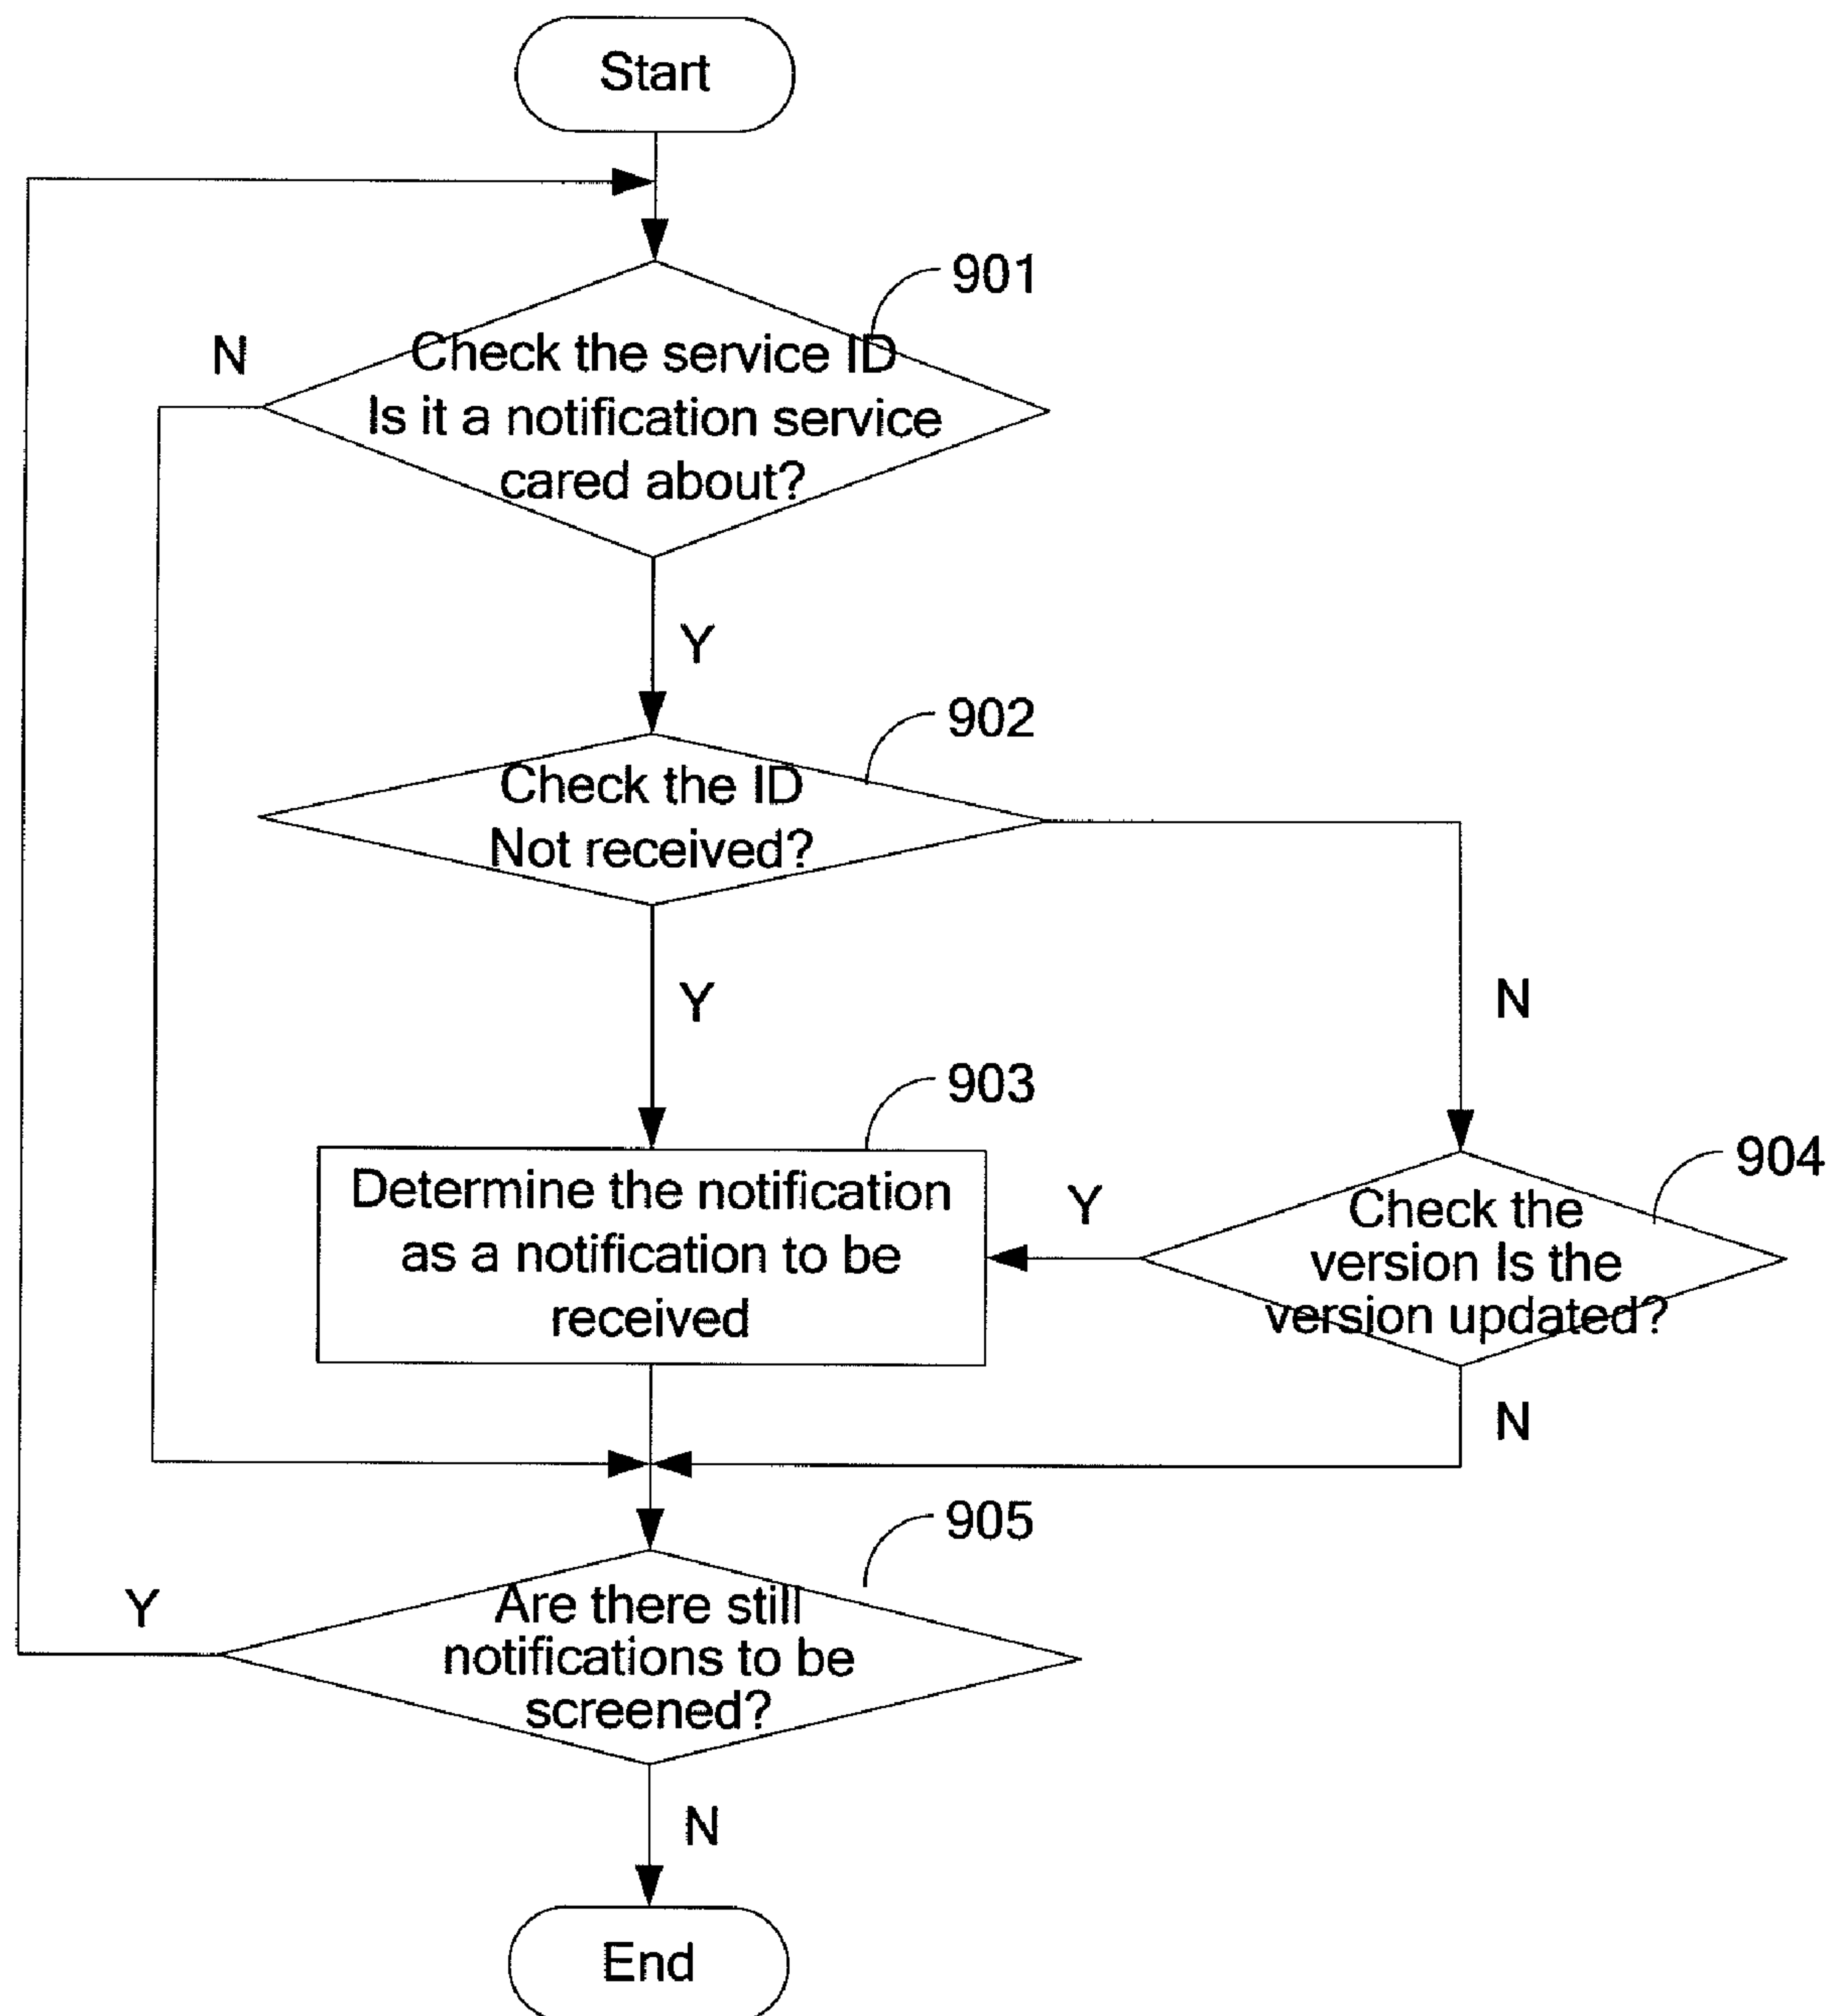 Start
901
N
Check the service ID
Is it a notification service
cared about?
Y
902
Check the ID
Not received?
Y
N
903
Determine the notification
as a notification to be
received
Y
904
Check the
version Is the
version updated?
N
905
Y
Are there still
notifications to be
screened?
N
End